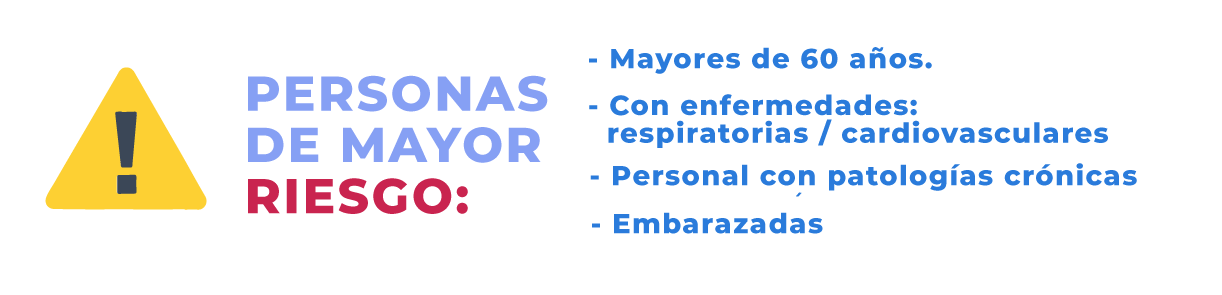 PERSONAS
DE MAYOR
RIESGO:
- Mayores de 60 años.
- Con enfermedades:
respiratorias / cardiovasculares
- Personal con patologías crónicas
- Embarazadas